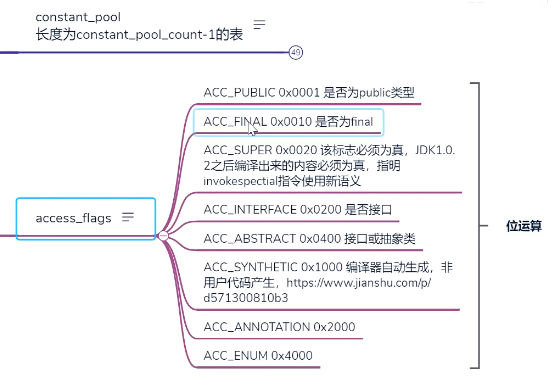 constant_pool
长度为constant_pool_count-1的表
49
ACC_PUBLIC 0x0001 是否为public类型
ACC_FINAL 0x0010 是否为final
ACC_SUPER 0x0020 该标志必须为真，JDK1.0.
2之后编译出来的内容必须为真，指明
invokespectial指令使用新语义
access_flags
ACC_INTERFACE 0x0200 是否接口
ACC_ABSTRACT 0x0400 接口或抽象类
位运算
ACC_SYNTHETIC 0x1000 编译器自动生成，非
用户代码产生，https://www.jianshu.com/p/
d571300810b3
ACC_ANNOTATION 0x2000
ACC_ENUM 0x4000